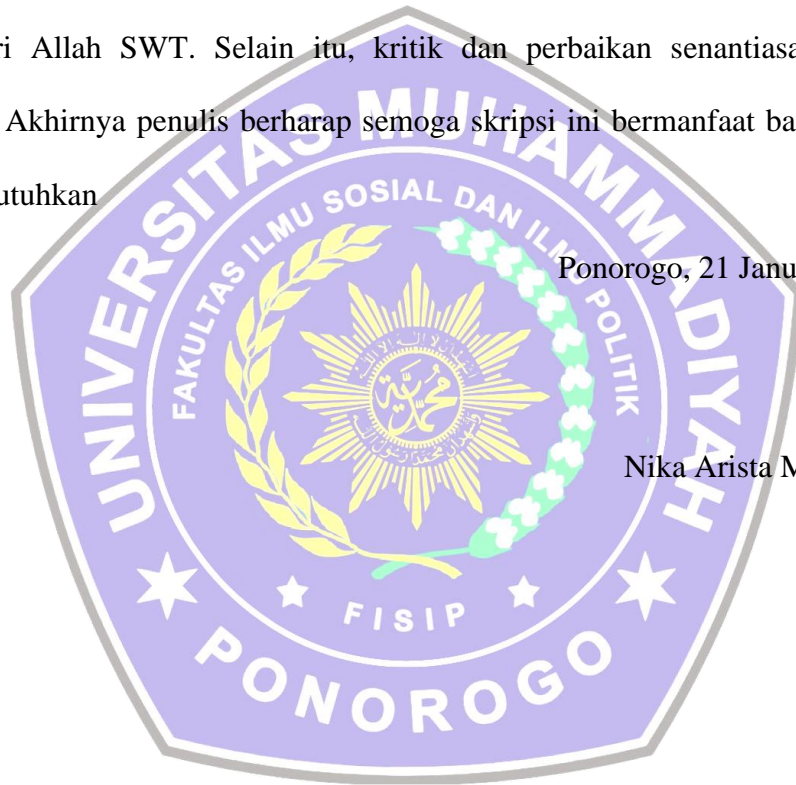 ri Allah SWT. Selain itu, kritik dan perbaikan senantiasa
Akhirnya penulis berharap semoga skripsi ini bermanfaat ba
utuhkan
Ponorogo, 21 Janu
Nika Arista M
UNIVERSITAS MUHAMMADIYAH
FAKULTAS ILMU SOSIAL DAN ILMU POLITIK
محمدية
FISIP
PONOROGO